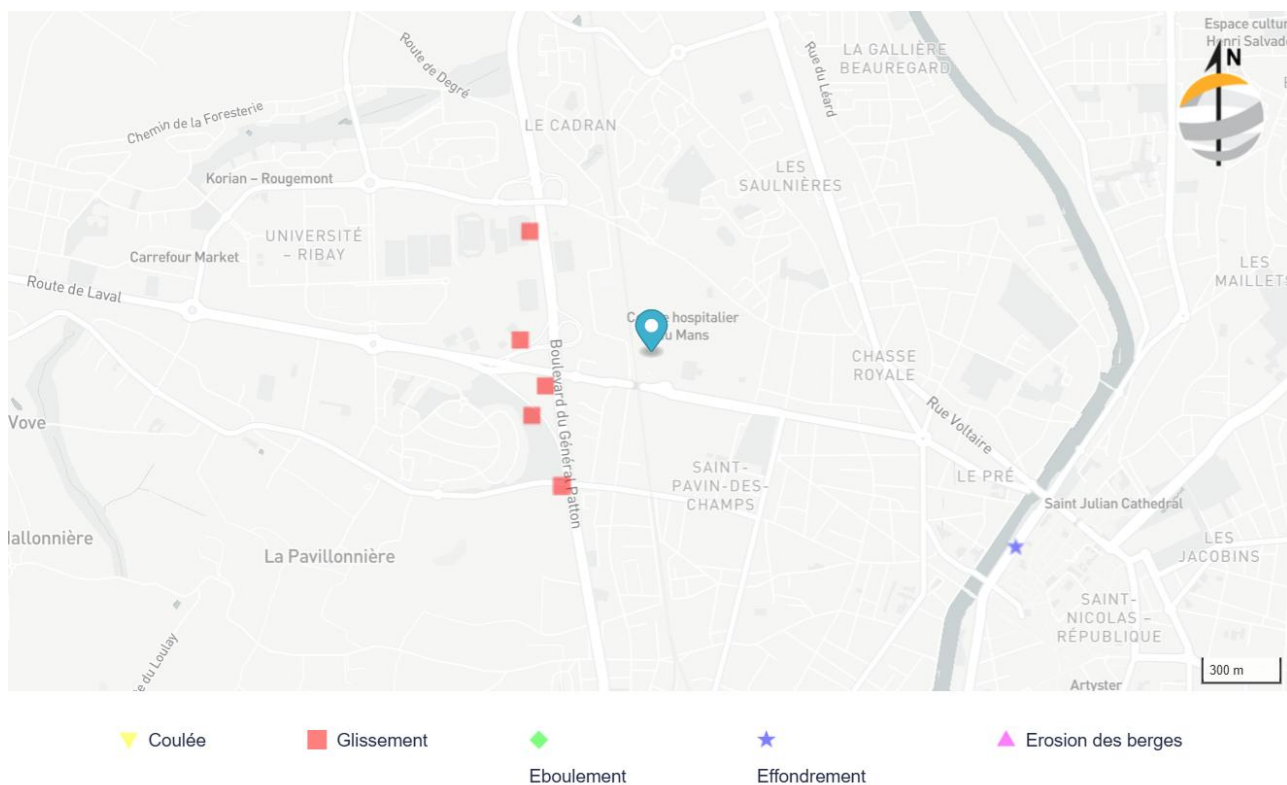 Espace cultur
Henri Salvad
N
LA GALLIÈRE
BEAUREGARD
Route de Degré
Rue du Léard
Chemin de la Foresterie
LE CADRAN
LES
SAULNIÈRES
Korian – Rougemont
UNIVERSITÉ
– RIBAY
Carrefour Market
LES
MAILLETS
Route de Laval
hospitalier
Mans
Boulevard du Général Patton
CHASSE
ROYALE
Rue Voltaire
Vove
SAINT-
PAVIN-DES-
CHAMPS
LE PRÉ
Saint Julian Cathedral
LES
JACOBINS
allonnière
La Pavillonnière
SAINT-
NICOLAS –
RÉPUBLIQUE
e du Loulay
300 m
Artyster
Coulée
Glissement
Eboulement
Effondrement
Erosion des berges